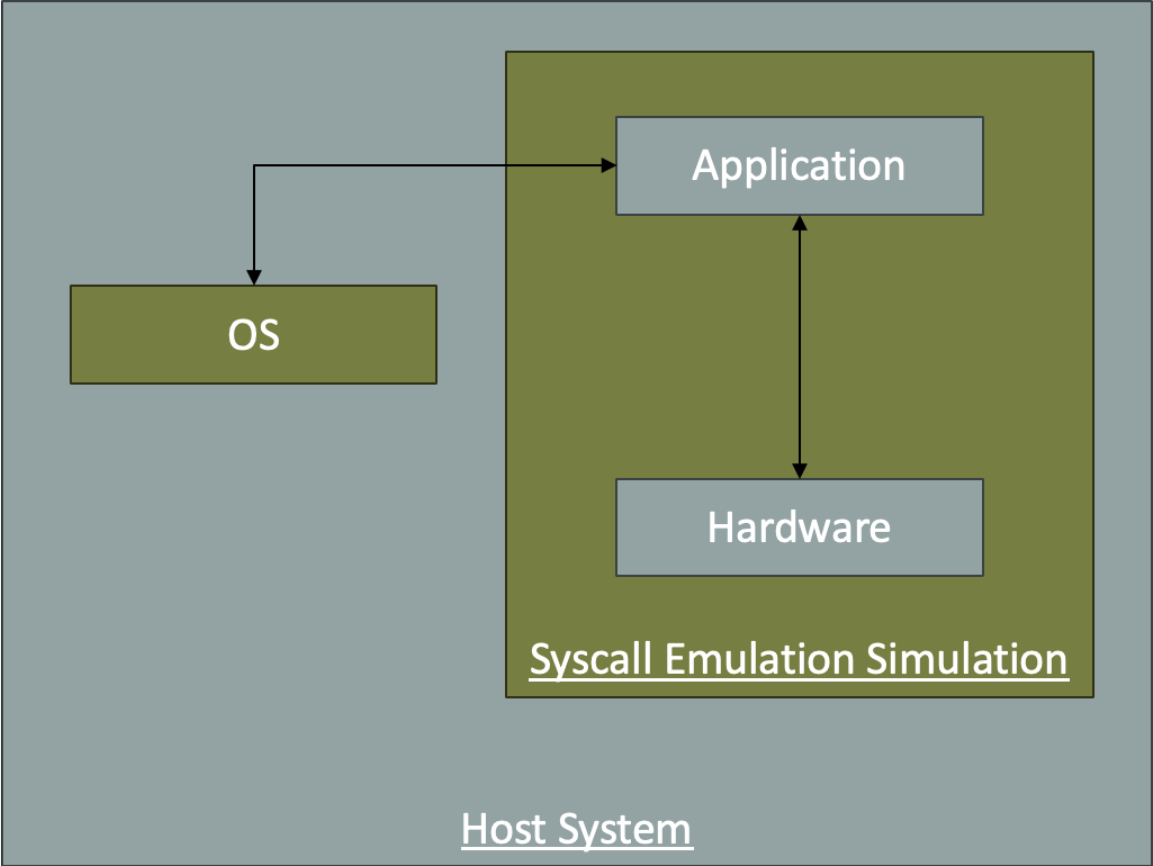 Application
OS
Hardware
Syscall Emulation Simulation
Host System